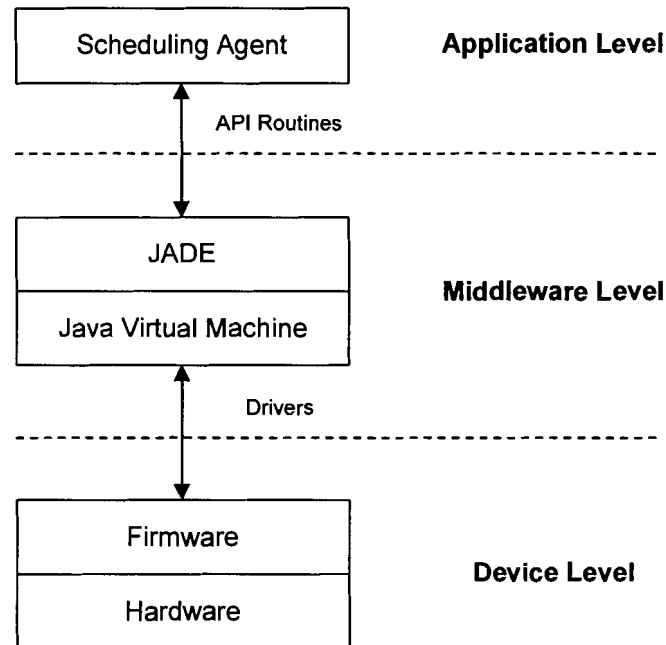 Scheduling Agent
Application Level
API Routines
JADE
Middleware Level
Java Virtual Machine
Drivers
Firmware
Device Level
Hardware